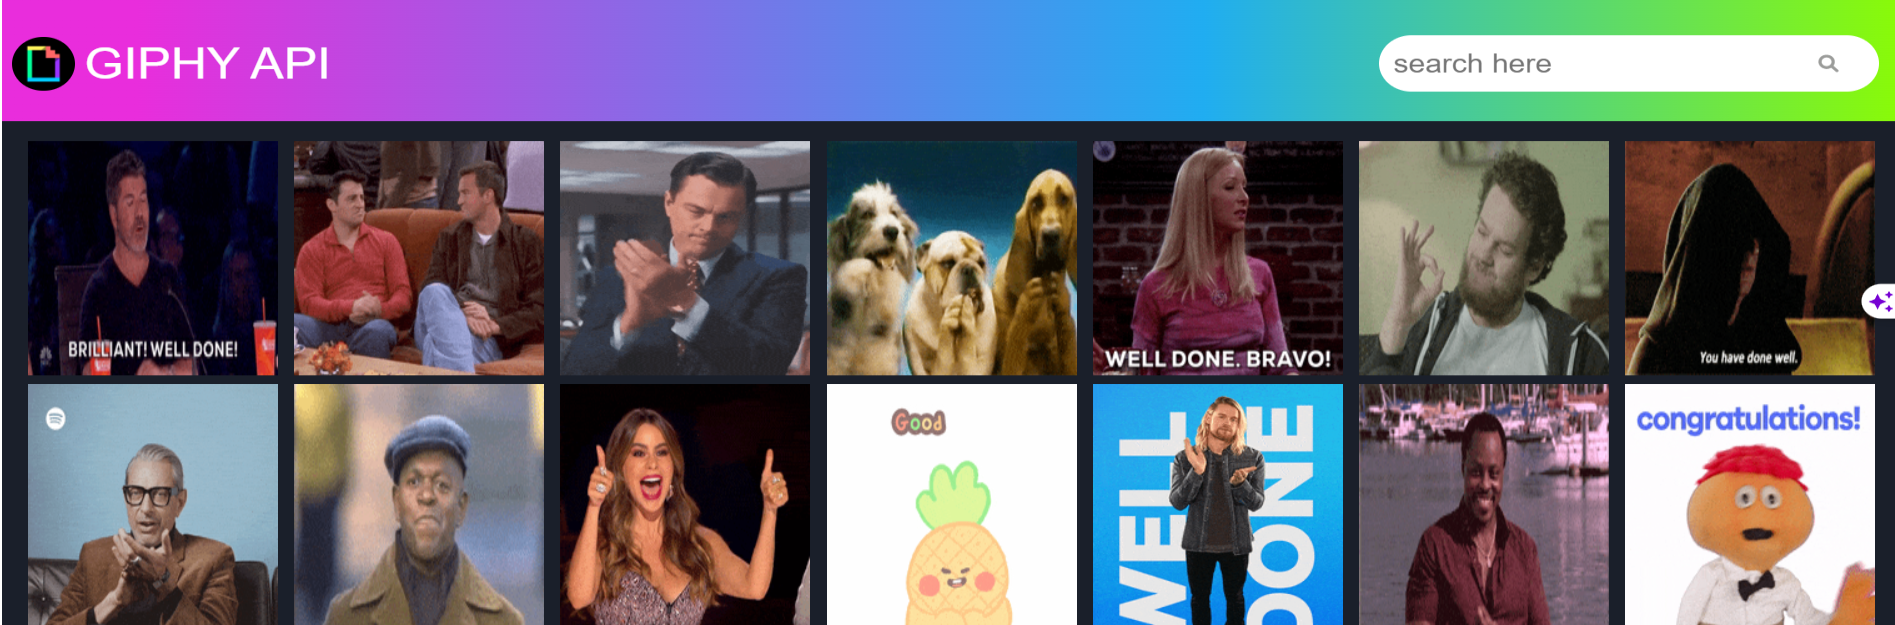 GIPHY API
search here
BRILLIANT! WELL DONE!
WELL DONE. BRAVO!
You have done well.
Good
WELL
DONE
congratulations!